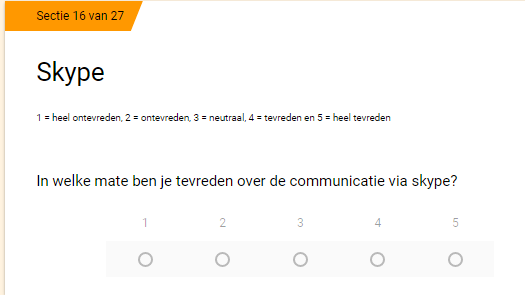 Sectie 16 van 27
Skype
1 = heel ontevreden, 2 = ontevreden, 3 = neutraal, 4 = tevreden en 5 = heel tevreden
In welke mate ben je tevreden over de communicatie via skype?
1 2 3 4 5